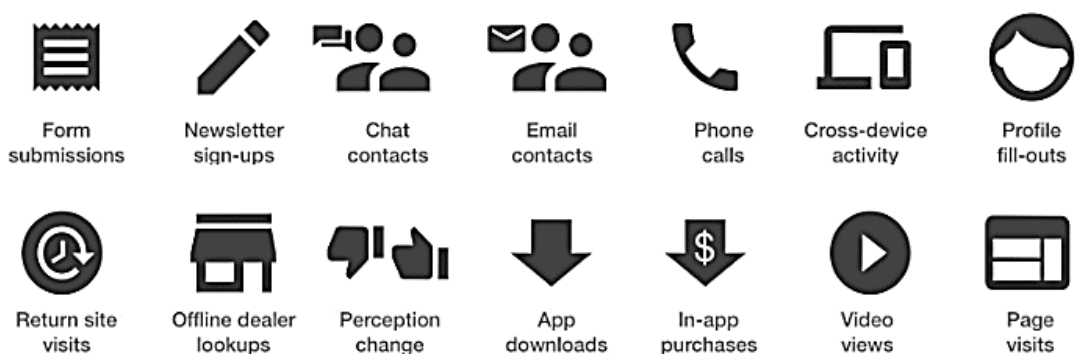 Form
submissions
Newsletter
sign-ups
Chat
contacts
Email
contacts
Phone
calls
Cross-device
activity
Profile
fill-outs
$
Return site
visits
Offline dealer
lookups
Perception
change
App
downloads
In-app
purchases
Video
views
Page
visits